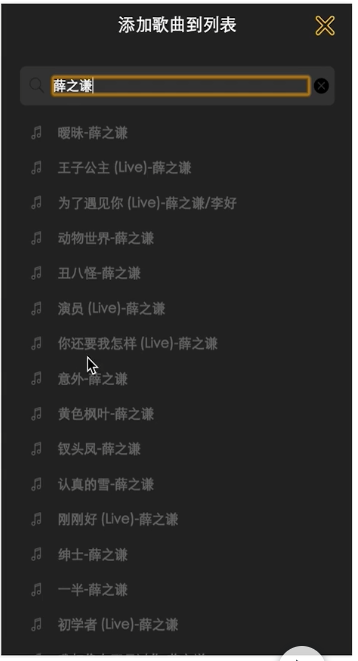 添加歌曲到列表
薛之谦
暧昧-薛之谦
王子公主 (Live)-薛之谦
为了遇见你 (Live)-薛之谦/李好
动物世界-薛之谦
丑八怪-薛之谦
演员 (Live)-薛之谦
你还要我怎样 (Live)-薛之谦
意外-薛之谦
黄色枫叶-薛之谦
钗头凤-薛之谦
认真的雪-薛之谦
刚刚好 (Live)-薛之谦
绅士-薛之谦
一半-薛之谦
初学者 (Live)-薛之谦